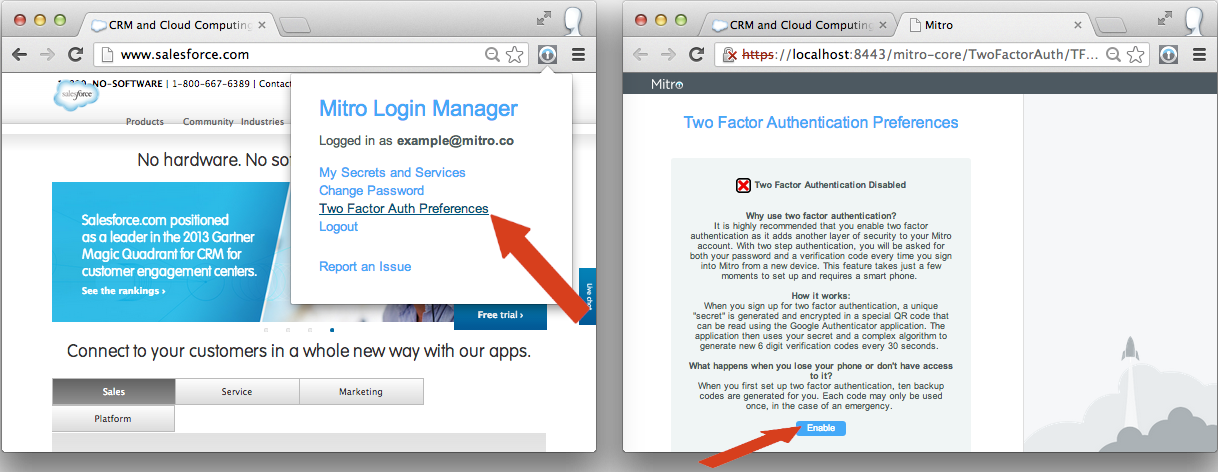 CRM and Cloud Computing
www.salesforce.com
NO-SOFTWARE | 1-800-667-6389 | Contact
salesforce
Products Community Industries
No hardware. No sof
Salesforce.com positioned
as a leader in the 2013 Gartner
Magic Quadrant for CRM for
customer engagement centers.
See the rankings ›
Mitro Login Manager
Logged in as example@mitro.co
My Secrets and Services
Change Password
Two Factor Auth Preferences
Logout
Report an Issue
Live chat
Free trial ›
Connect to your customers in a whole new way with our apps.
Sales Service Marketing
Platform
CRM and Cloud Computing
Mitro
https://localhost:8443/mitro-core/TwoFactorAuth/TF...
Mitro
Two Factor Authentication Preferences
Two Factor Authentication Disabled
Why use two factor authentication?
It is highly recommended that you enable two factor
authentication as it adds another layer of security to your Mitro
account. With two step authentication, you will be asked for
both your password and a verification code every time you sign
into Mitro from a new device. This feature takes just a few
moments to set up and requires a smart phone.
How it works:
When you sign up for two factor authentication, a unique
"secret" is generated and encrypted in a special QR code that
can be read using the Google Authenticator application. The
application then uses your secret and a complex algorithm to
generate new 6 digit verification codes every 30 seconds.
What happens when you lose your phone or don't have access
to it?
When you first set up two factor authentication, ten backup
codes are generated for you. Each code may only be used
once, in the case of an emergency.
Enable